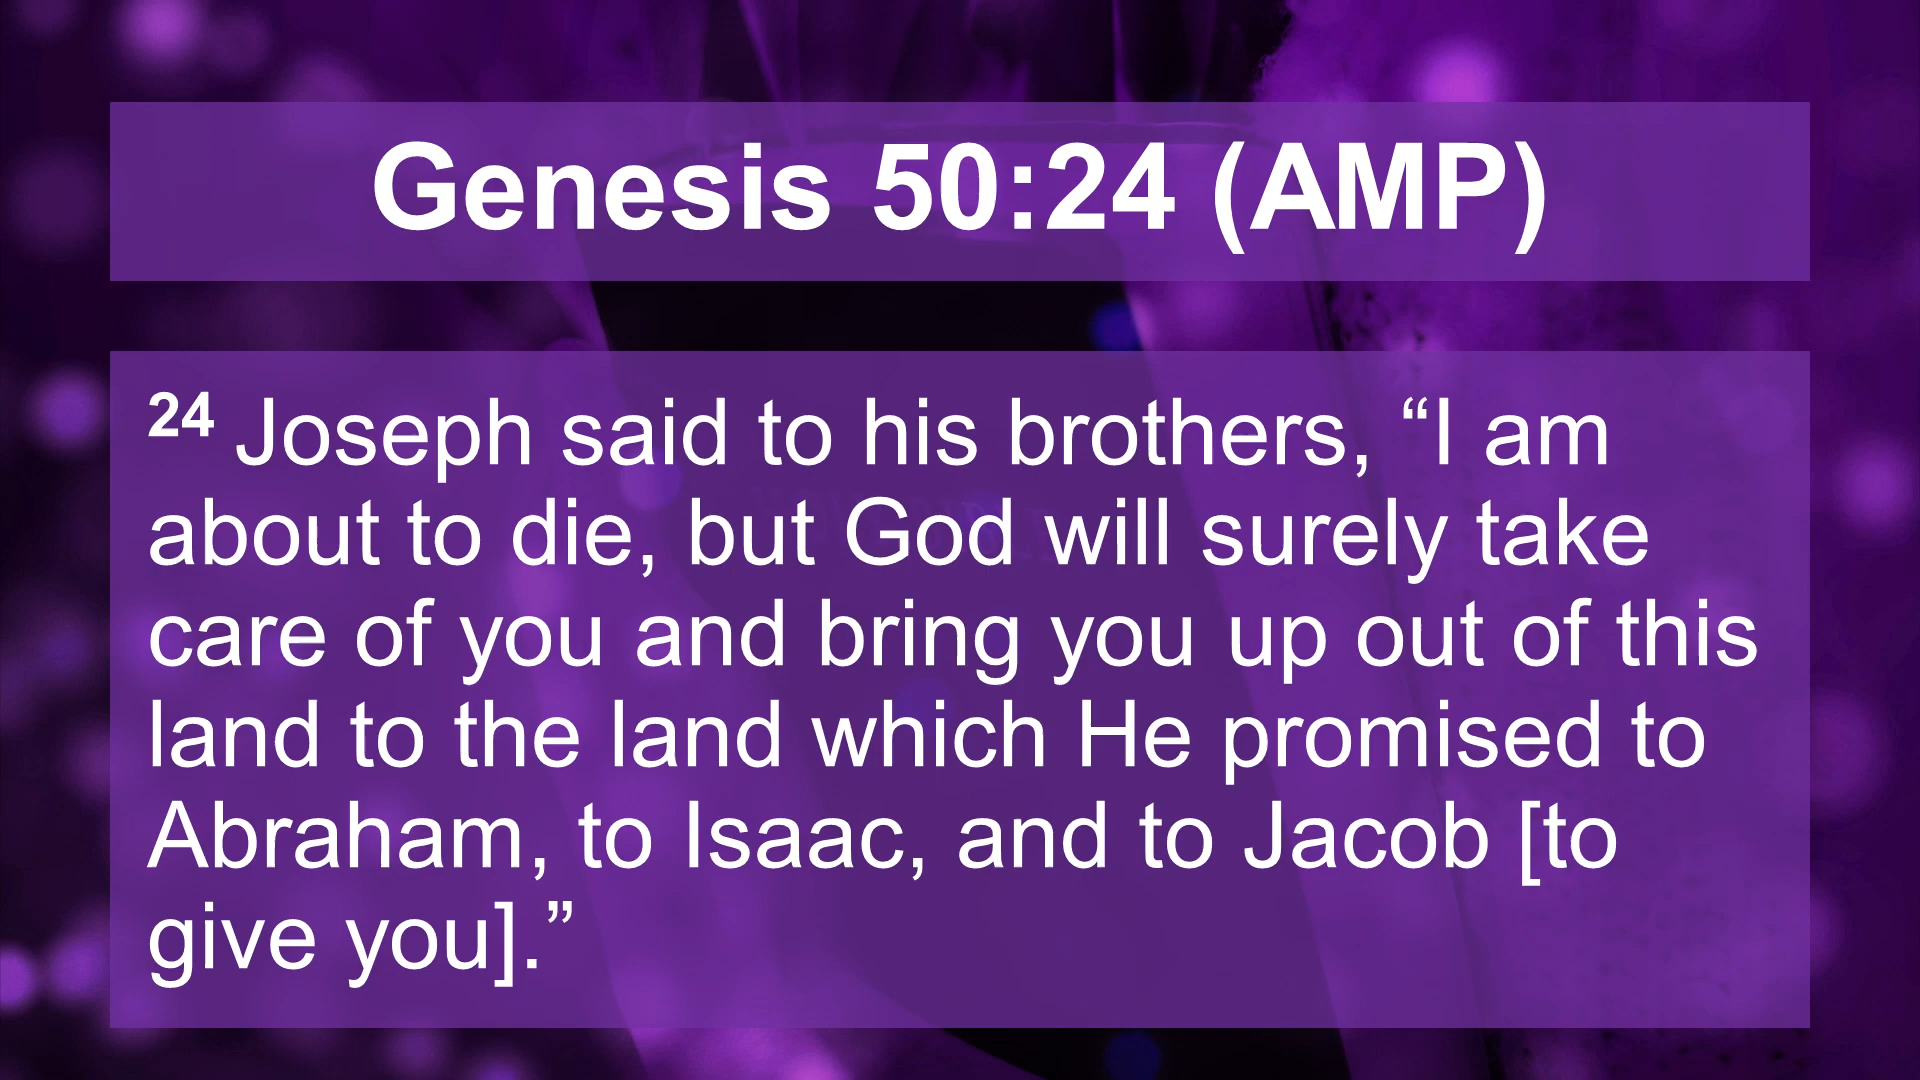 Genesis 50:24 (AMP)
24 Joseph said to his brothers, “I am
about to die, but God will surely take
care of you and bring you up out of this
land to the land which He promised to
Abraham, to Isaac, and to Jacob [to
give you].”